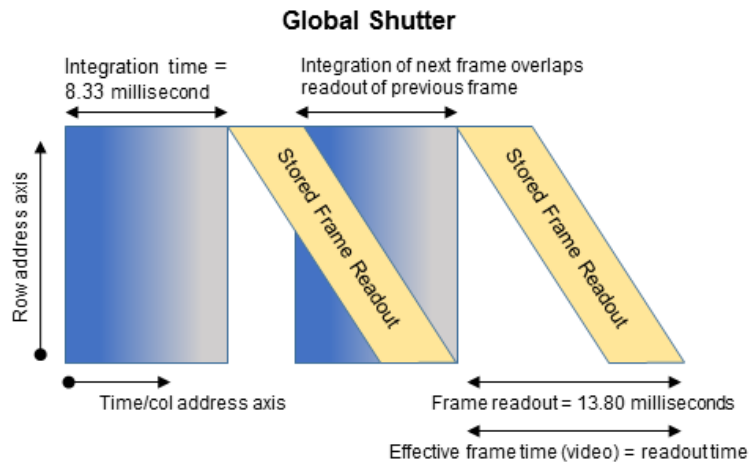 Global Shutter
Integration time =
8.33 millisecond
Integration of next frame overlaps
readout of previous frame
Row address axis
Stored Frame Readout
Stored Frame Readout
Time/col address axis
Frame readout = 13.80 milliseconds
Effective frame time (video) = readout time